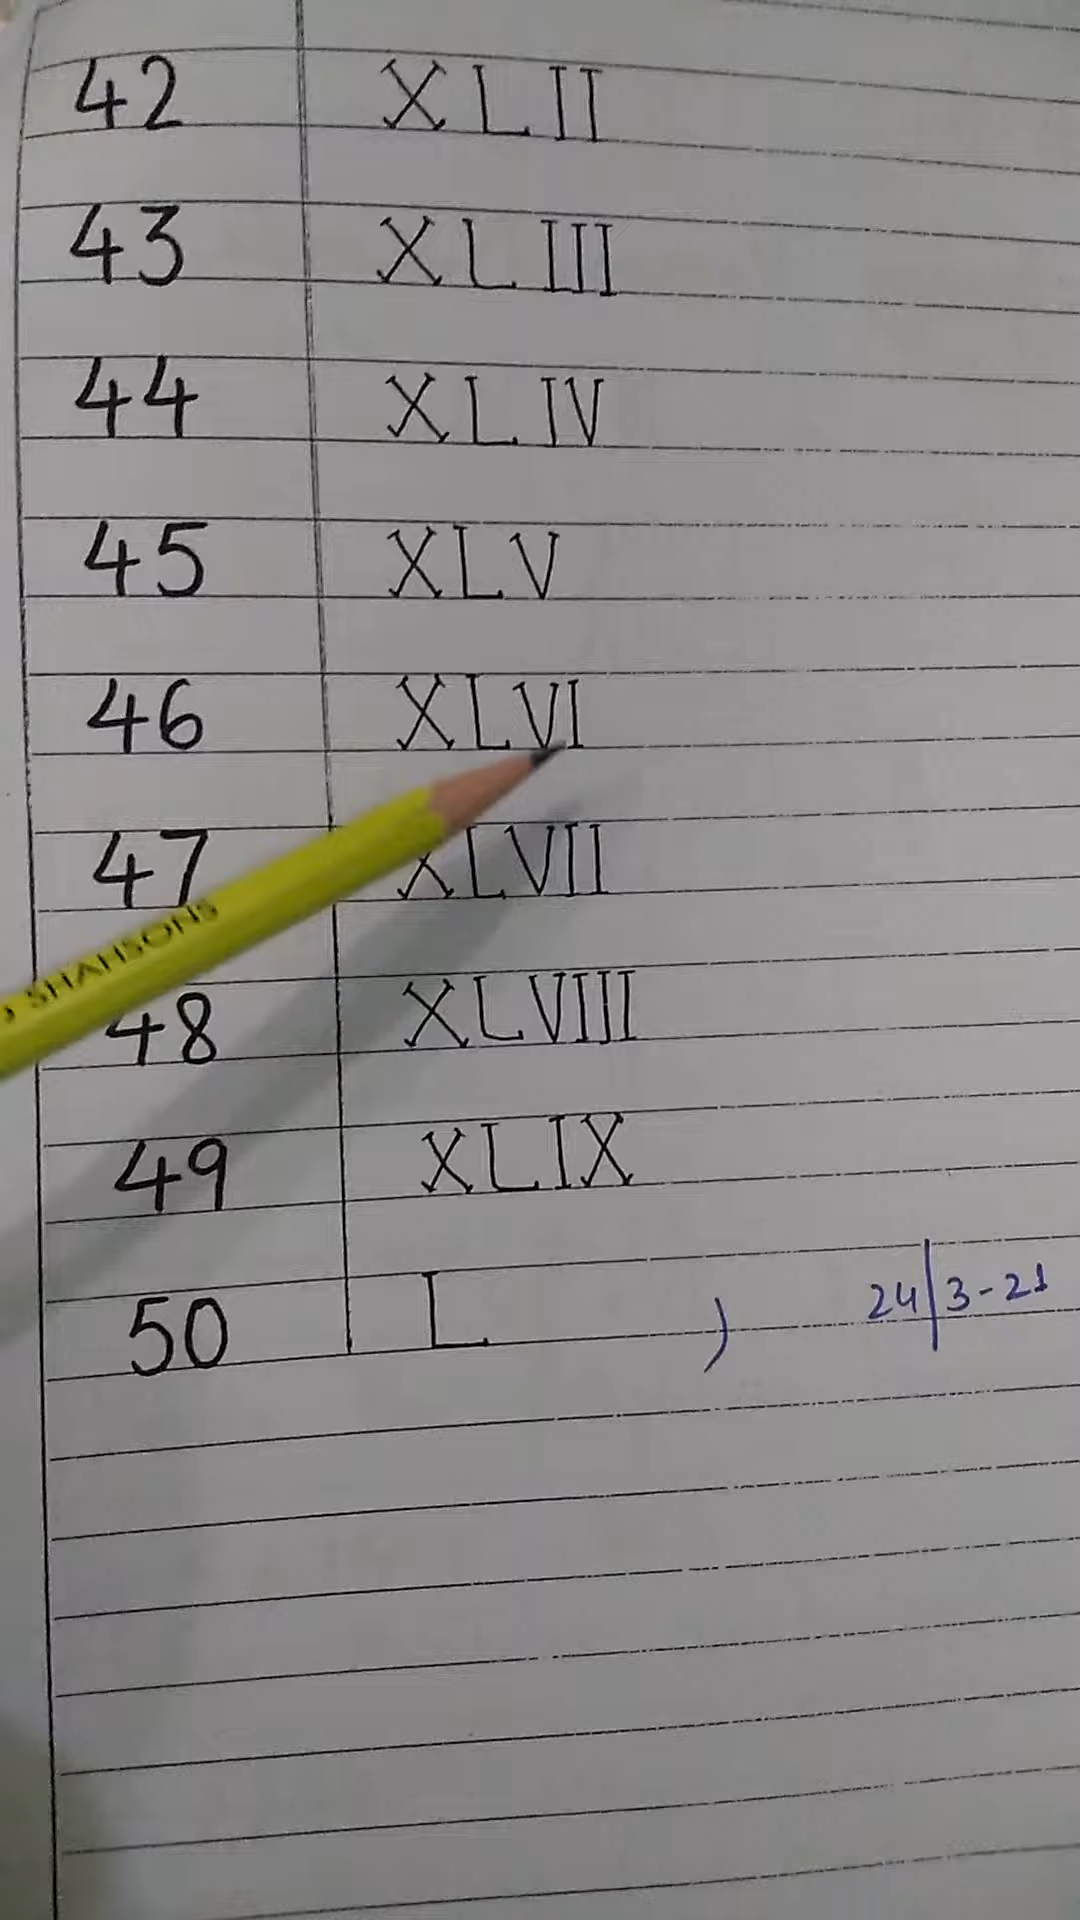 42 XLII
43 XLIII
44 XLIV
45 XLV
46 XLVI
47 XLVII
SHAHSONS
48 XLVIII
49 XLIX
50 L ) 24/3-21